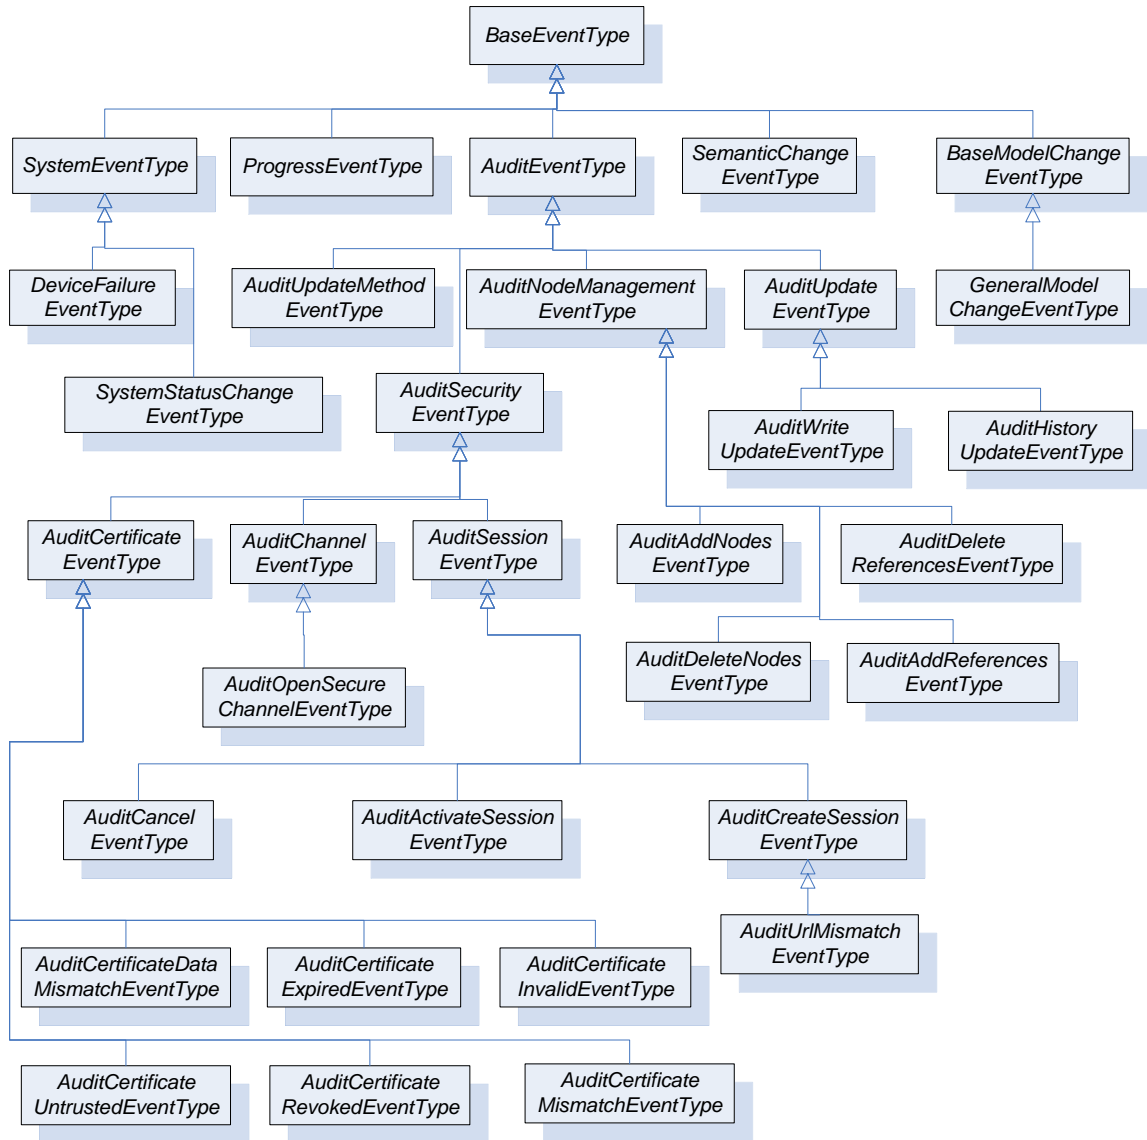 BaseEventType
SystemEventType
ProgressEventType
AuditEventType
SemanticChange
EventType
BaseModelChange
EventType
DeviceFailure
EventType
AuditUpdateMethod
EventType
AuditNodeManagement
EventType
AuditUpdate
EventType
GeneralModel
ChangeEventType
SystemStatusChange
EventType
AuditSecurity
EventType
AuditWrite
UpdateEventType
AuditHistory
UpdateEventType
AuditCertificate
EventType
AuditChannel
EventType
AuditSession
EventType
AuditAddNodes
EventType
AuditDelete
ReferencesEventType
AuditDeleteNodes
EventType
AuditAddReferences
EventType
AuditOpenSecure
ChannelEventType
AuditCancel
EventType
AuditActivateSession
EventType
AuditCreateSession
EventType
AuditUrlMismatch
EventType
AuditCertificateData
MismatchEventType
AuditCertificate
ExpiredEventType
AuditCertificate
InvalidEventType
AuditCertificate
UntrustedEventType
AuditCertificate
RevokedEventType
AuditCertificate
MismatchEventType